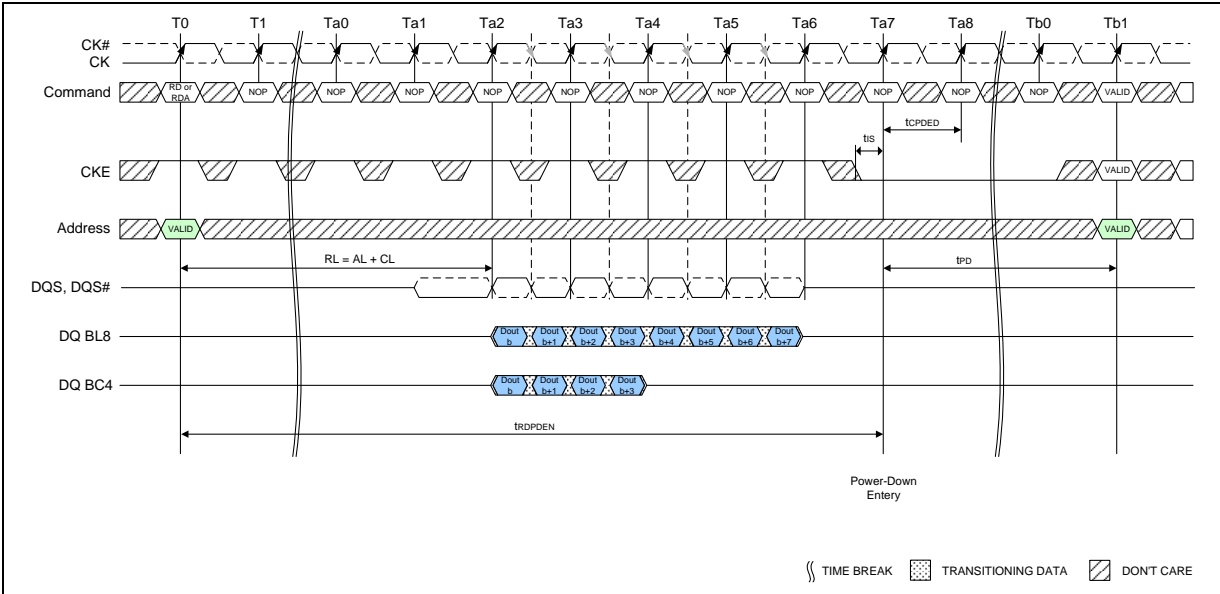 T0 T1 Ta0 Ta1 Ta2 Ta3 Ta4 Ta5 Ta6 Ta7 Ta8 Tb0 Tb1
CK#
CK
Command
RD or
RDA
NOP NOP NOP NOP NOP NOP NOP NOP NOP NOP NOP VALID
tCPDED
tIS
CKE
VALID
Address
VALID
VALID
RL = AL + CL
tPD
DQS, DQS#
DQ BL8
Dout
b
Dout
b+1
Dout
b+2
Dout
b+3
Dout
b+4
Dout
b+5
Dout
b+6
Dout
b+7
DQ BC4
Dout
b
Dout
b+1
Dout
b+2
Dout
b+3
tRDPDEN
Power-Down
Entery
TIME BREAK TRANSITIONING DATA DON'T CARE